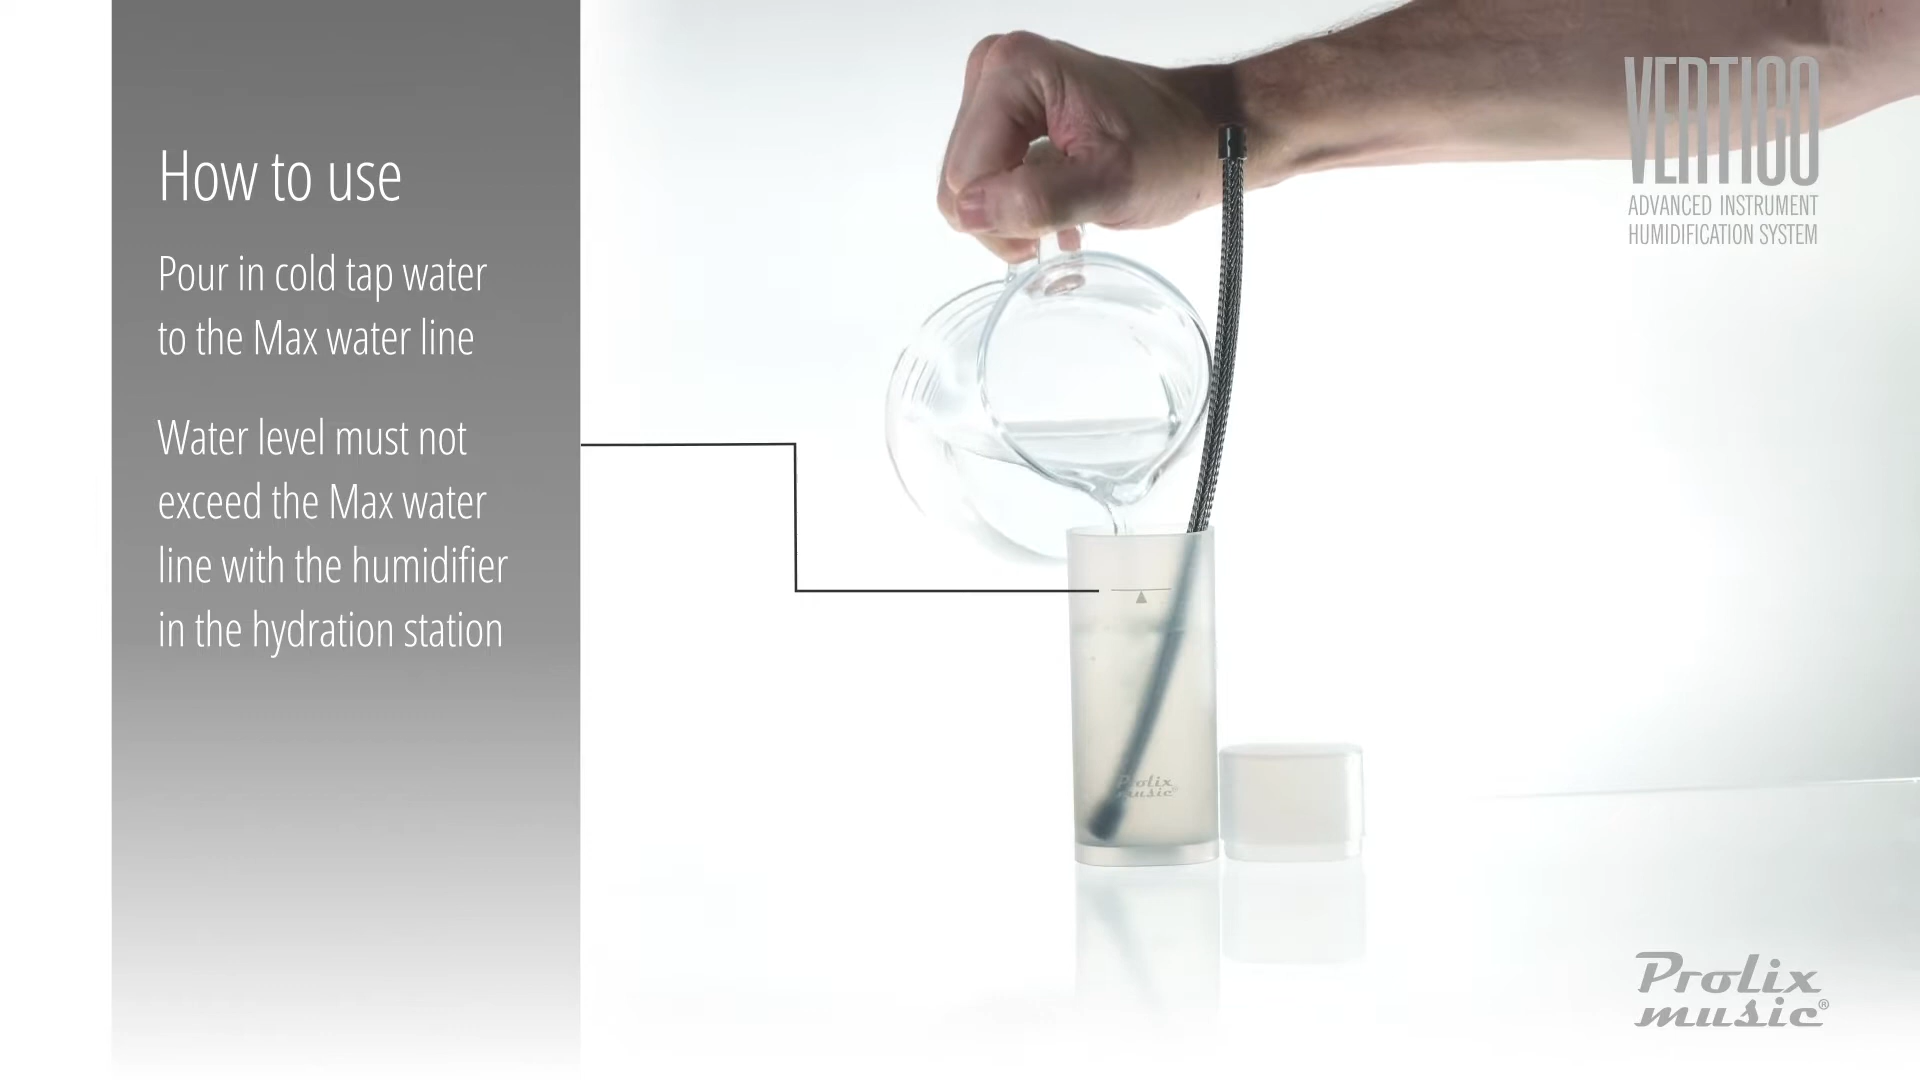 How to use
Pour in cold tap water
to the Max water line
Water level must not
exceed the Max water
line with the humidifier
in the hydration station
VERTIGO
ADVANCED INSTRUMENT
HUMIDIFICATION SYSTEM
Prolix
music®
Prolix
music®